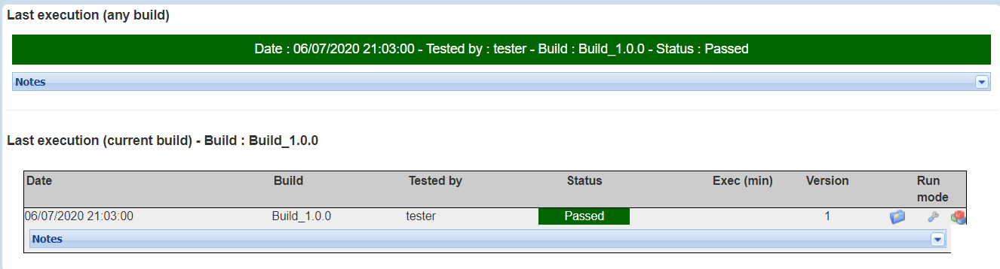 Last execution (any build)
Date : 06/07/2020 21:03:00 - Tested by : tester - Build : Build_1.0.0 - Status : Passed
Notes
Last execution (current build) - Build : Build_1.0.0
Date Build Tested by Status Exec (min) Version Run
mode
06/07/2020 21:03:00 Build_1.0.0 tester Passed 1
Notes